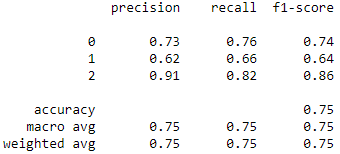 precision recall f1-score
0 0.73 0.76 0.74
1 0.62 0.66 0.64
2 0.91 0.82 0.86
accuracy 0.75
macro avg 0.75 0.75 0.75
weighted avg 0.75 0.75 0.75